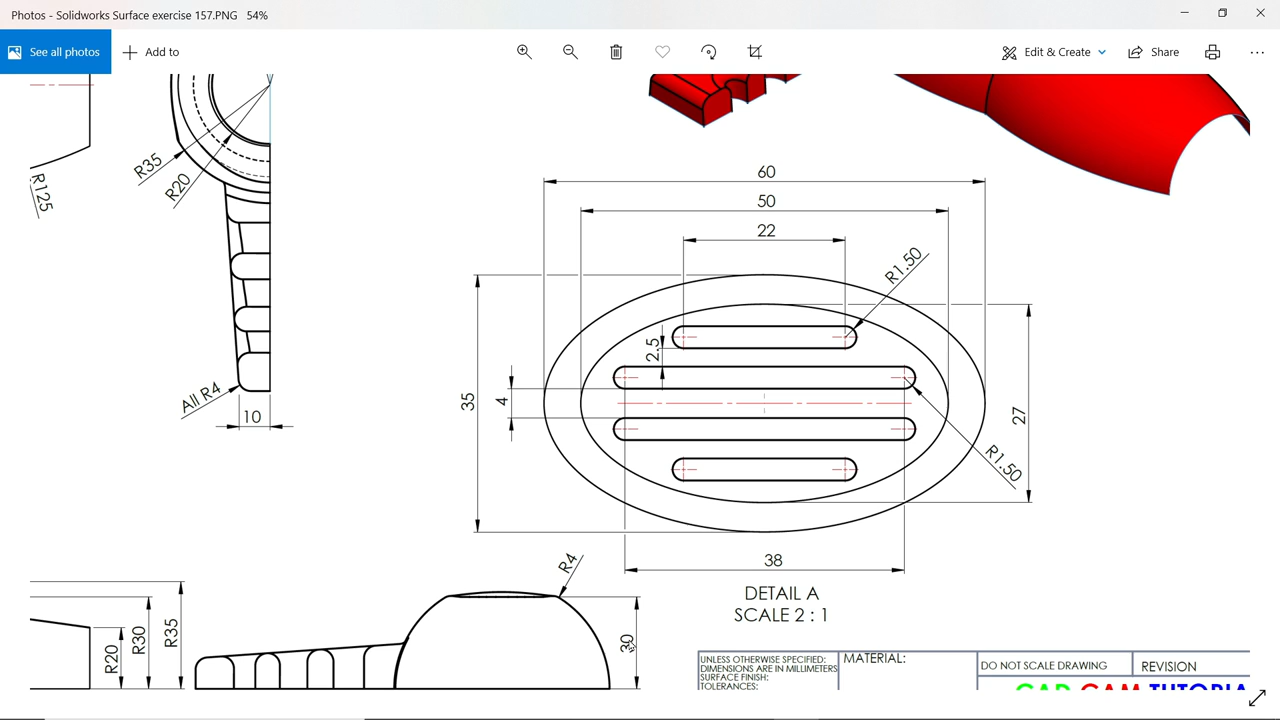 Photos - Solidworks Surface exercise 157.PNG   54%
See all photos
Add to
Edit & Create
Share
R125
R35
R20
All R4
10
60
50
22
R1.50
2.5
35
4
27
R1.50
38
DETAIL A
SCALE 2 : 1
R4
30
R20
R30
R35
UNLESS OTHERWISE SPECIFIED:
DIMENSIONS ARE IN MILLIMETERS
SURFACE FINISH:
TOLERANCES:
MATERIAL:
DO NOT SCALE DRAWING
REVISION
CAD CAM TUTORIA